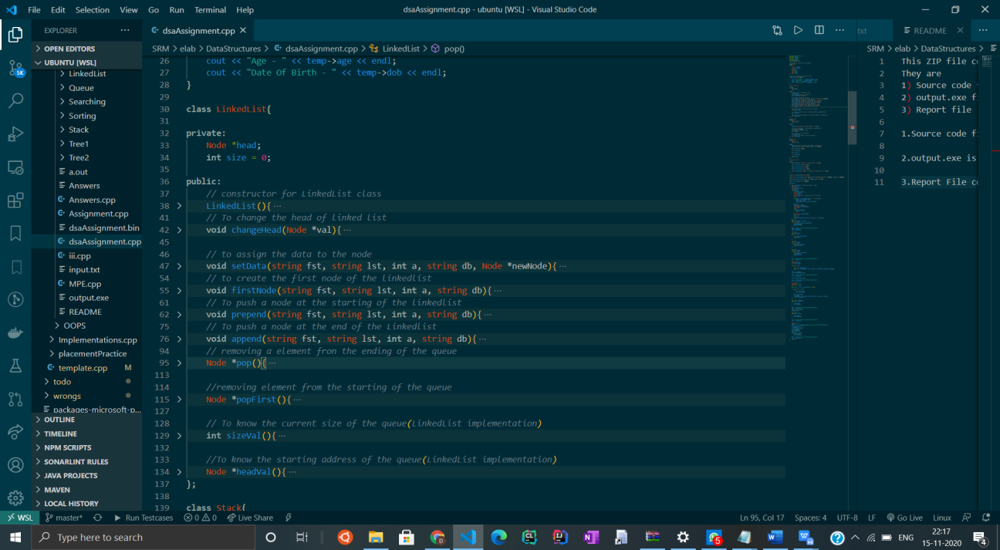 File Edit Selection View Go Run Terminal Help dsaAssignment.cpp - ubuntu [WSL] - Visual Studio Code
EXPLORER ···
OPEN EDITORS
UBUNTU [WSL]
LinkedList
Queue
Searching
Sorting
Stack
Tree1
Tree2
a.out
Answers
Answers.cpp
Assignment.cpp
dsaAssignment.bin
dsaAssignment.cpp
iii.cpp
input.txt
MPE.cpp
output.exe
README
OOPS
Implementations.cpp
placementPractice
template.cpp M
todo
wrongs
packages-microsoft-p...
OUTLINE
TIMELINE
NPM SCRIPTS
SONARLINT RULES
JAVA PROJECTS
MAVEN
LOCAL HISTORY
5K
dsaAssignment.cpp
SRM > elab > DataStructures > dsaAssignment.cpp > LinkedList > pop()
26 cout << "Age - " << temp->age << endl;
27 cout << "Date Of Birth - " << temp->dob << endl;
28 }
29
30 class LinkedList{
31
32 private:
33 Node *head;
34 int size = 0;
35
36 public:
37 // constructor for LinkedList class
38 LinkedList(){ ···
41 // To change the head of linked list
42 void changeHead(Node *val){ ···
45
46 // to assign the data to the node
47 void setData(string fst, string lst, int a, string db, Node *newNode){ ···
54 // to create the first node of the linkedlist
55 void firstNode(string fst, string lst, int a, string db){ ···
61 // To push a node at the starting of the linkedlist
62 void prepend(string fst, string lst, int a, string db){ ···
75 // To push a node at the end of the LinkedList
76 void append(string fst, string lst, int a, string db){ ···
94 // removing a element fron the ending of the queue
95 Node *pop(){ ···
113
114 //removing element from the starting of the queue
115 Node *popFirst(){ ···
127
128 // To know the current size of the queue(LinkedList implementation)
129 int sizeVal(){ ···
132
133 //To know the starting address of the queue(LinkedList implementation)
134 Node *headVal(){ ···
137 };
138
139 class Stack{
txt README
SRM > elab > DataStructures >
1 This ZIP file co
2 They are
3 1) Source code
4 2) output.exe fi
5 3) Report file
6
7 1.Source code fi
8
9 2.output.exe is
10
11 3.Report File co
WSL master* Run Testcases 0 0 Live Share Ln 95, Col 17 Spaces: 4 UTF-8 LF C++ Go Live Linux
Type here to search
5
ENG
22:17
15-11-2020
4